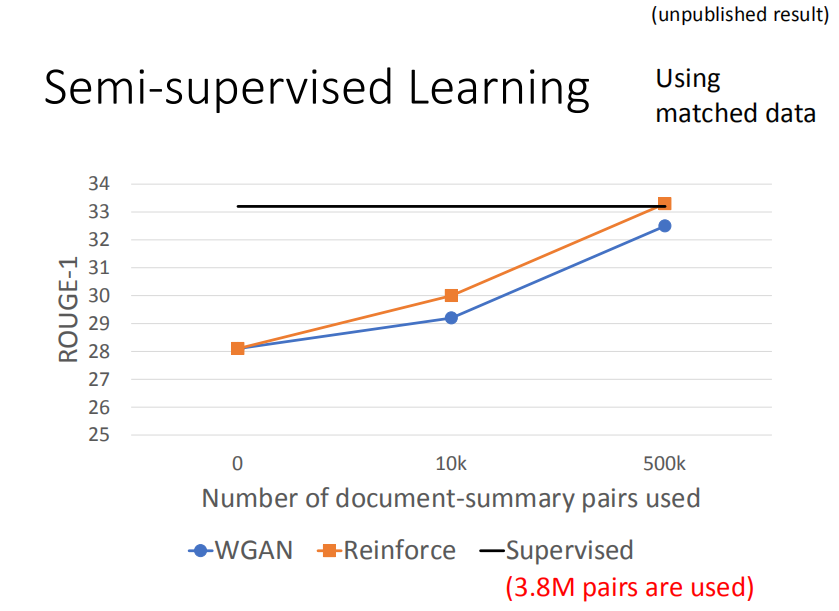 (unpublished result)
Semi-supervised Learning
Using
matched data
34
33
32
31
30
29
28
27
26
25
ROUGE-1
0 10k 500k
Number of document-summary pairs used
WGAN Reinforce Supervised
(3.8M pairs are used)